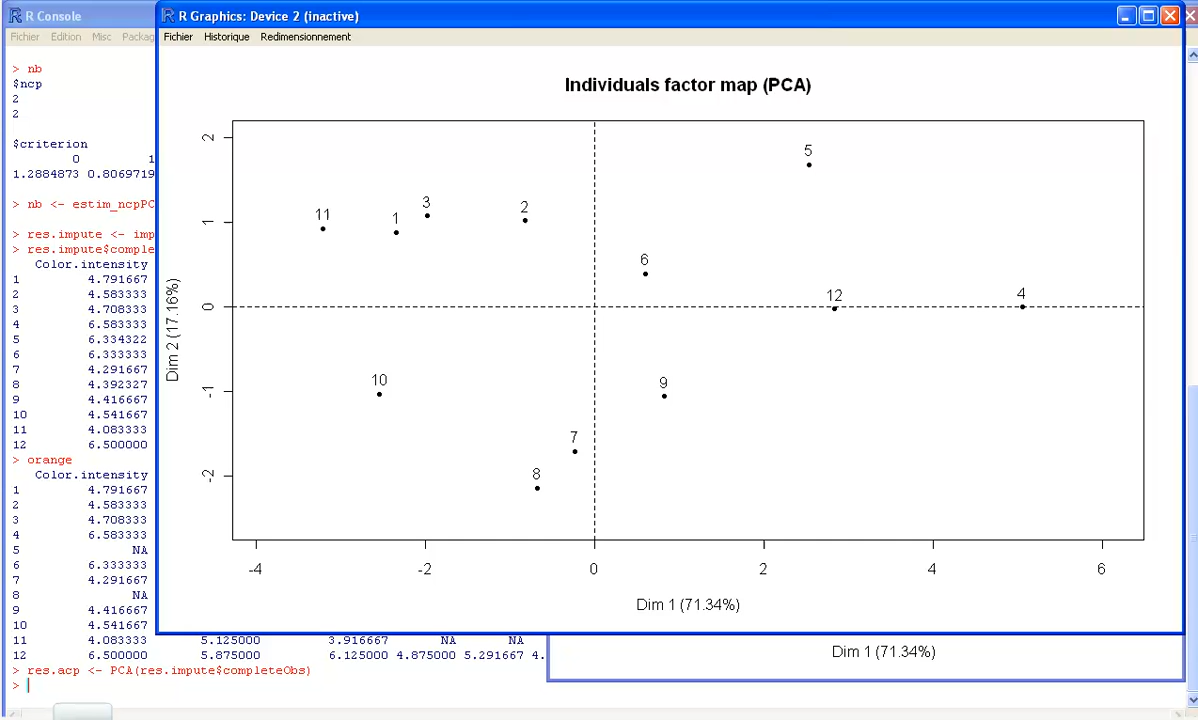 R Console
R Graphics: Device 2 (inactive)
Fichier Edition Misc Packag
Fichier Historique Redimensionnement
> nb
$ncp
2
2
$criterion
0 1
1.2884873 0.8069719
> nb <- estim_ncpPC
> res.impute <- imp
> res.impute$comple
Color.intensity
1 4.791667
2 4.583333
3 4.708333
4 6.583333
5 6.334322
6 6.333333
7 4.291667
8 4.392327
9 4.416667
10 4.541667
11 4.083333
12 6.500000
> orange
Color.intensity
1 4.791667
2 4.583333
3 4.708333
4 6.583333
5 NA
6 6.333333
7 4.291667
8 NA
9 4.416667
10 4.541667
11 4.083333 5.125000 3.916667 NA NA
12 6.500000 5.875000 6.125000 4.875000 5.291667 4.
> res.acp <- PCA(res.impute$completeObs)
>
Individuals factor map (PCA)
Dim 2 (17.16%)
2
1
0
-1
-2
5
11
1
3
2
6
12
4
10
9
7
8
-4 -2 0 2 4 6
Dim 1 (71.34%)
Dim 1 (71.34%)